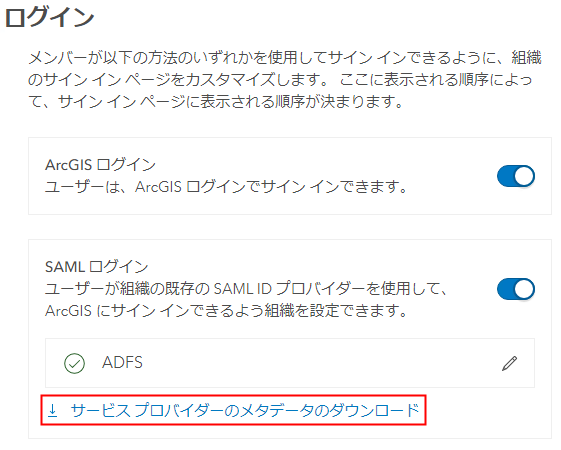 ログイン
メンバーが以下の方法のいずれかを使用してサイン インできるように、組織
のサイン イン ページをカスタマイズします。 ここに表示される順序によっ
て、サイン イン ページに表示される順序が決まります。
ArcGIS ログイン
ユーザーは、ArcGIS ログインでサイン インできます。
SAML ログイン
ユーザーが組織の既存の SAML ID プロバイダーを使用して、
ArcGIS にサイン インできるよう組織を設定できます。
ADFS
サービス プロバイダーのメタデータのダウンロード